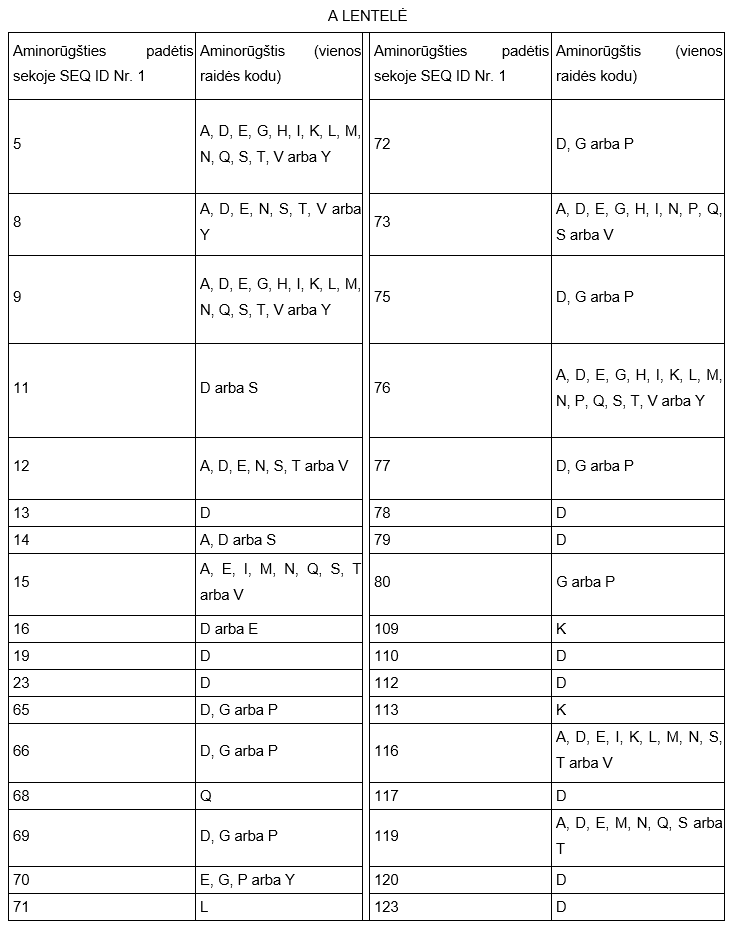 A LENTELĖ
Aminorūgšties padėtis
sekoje SEQ ID Nr. 1
Aminorūgštis (vienos
raidės kodu)
Aminorūgšties padėtis
sekoje SEQ ID Nr. 1
Aminorūgštis (vienos
raidės kodu)
5
A, D, E, G, H, I, K, L, M,
N, Q, S, T, V arba Y
72
D, G arba P
8
A, D, E, N, S, T, V arba
Y
73
A, D, E, G, H, I, N, P, Q,
S arba V
9
A, D, E, G, H, I, K, L, M,
N, Q, S, T, V arba Y
75
D, G arba P
11
D arba S
76
A, D, E, G, H, I, K, L, M,
N, P, Q, S, T, V arba Y
12
A, D, E, N, S, T arba V
77
D, G arba P
13
D
78
D
14
A, D arba S
79
D
15
A, E, I, M, N, Q, S, T
arba V
80
G arba P
16
D arba E
109
K
19
D
110
D
23
D
112
D
65
D, G arba P
113
K
66
D, G arba P
116
A, D, E, I, K, L, M, N, S,
T arba V
68
Q
117
D
69
D, G arba P
119
A, D, E, M, N, Q, S arba
T
70
E, G, P arba Y
120
D
71
L
123
D